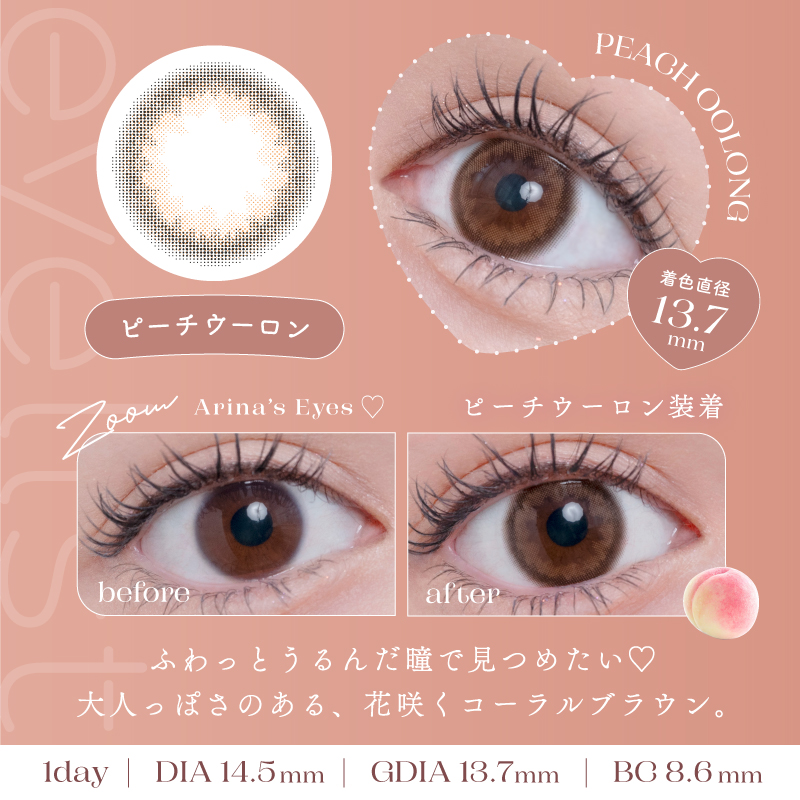 eyelist
PEACH OOLONG
ピーチウーロン
着色直径
13.7
mm
Zoom
Arina's Eyes♡
ピーチウーロン装着
before
after
ふわっとうるんだ瞳で見つめたい♡
大人っぽさのある、花咲くコーラルブラウン。
1day | DIA 14.5mm | GDIA 13.7mm | BC 8.6mm